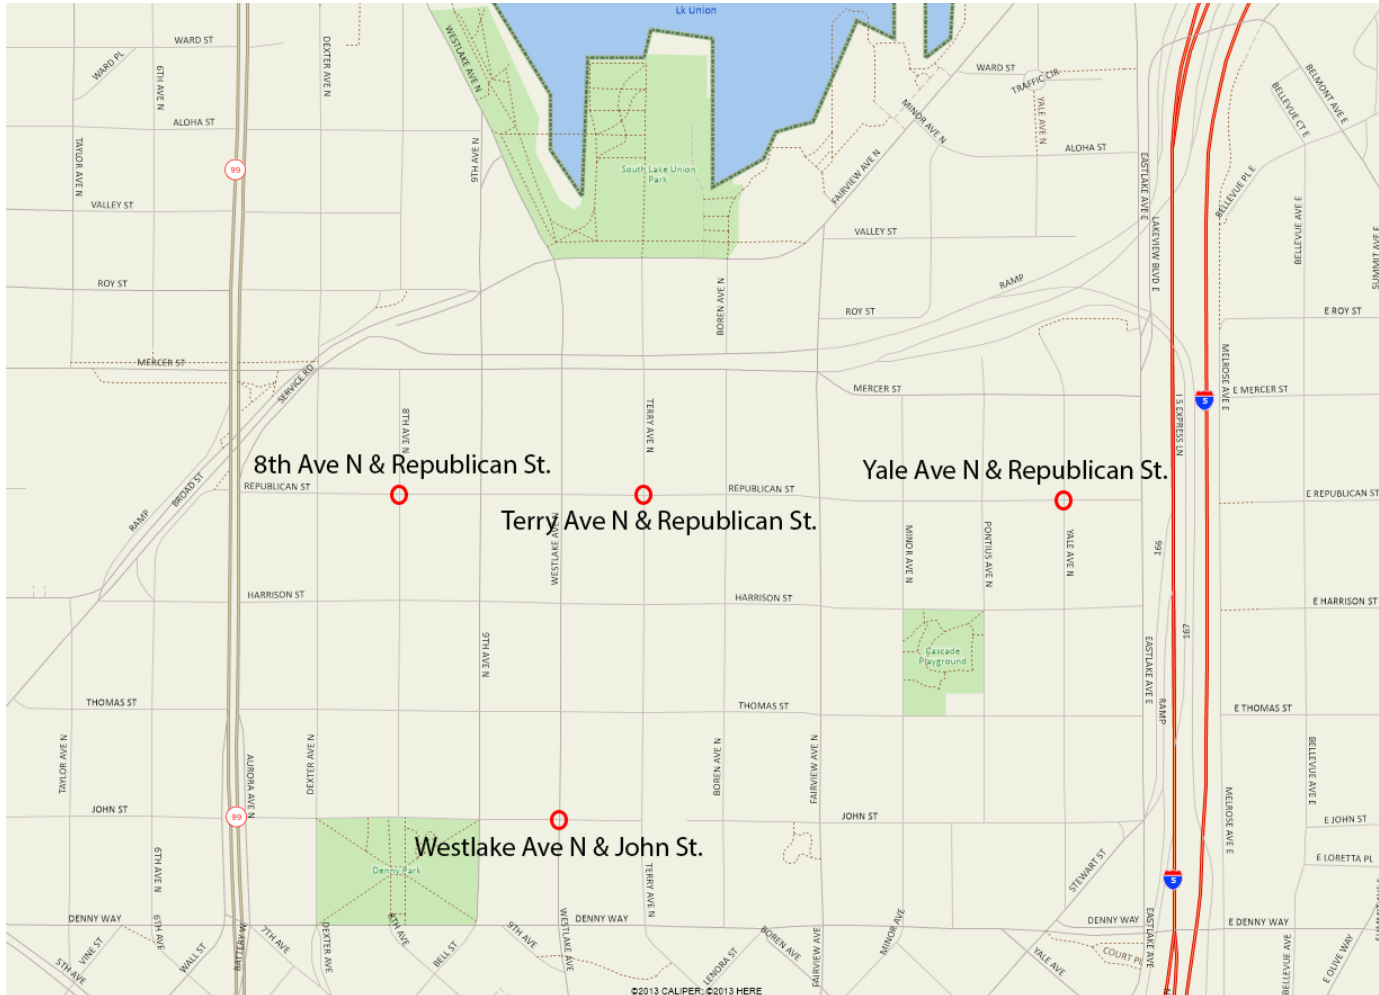 Lk Union
WARD ST
WARD PL
6TH AVE N
DEXTER AVE N
WESTLAKE AVE N
WARD ST
TRAFFIC CIR
YALE AVE N
MINOR AVE N
BELMONT AVE E
BELLEVUE CT E
ALOHA ST
TAYLOR AVE N
9TH AVE N
ALOHA ST
99
South Lake Union
Park
FAIRVIEW AVE N
EASTLAKE AVE E
BELLEVUE PL E
VALLEY ST
VALLEY ST
LAKEVIEW BLVD E
BELLEVUE AVE E
SUMMIT AVE E
ROY ST
RAMP
BOREN AVE N
ROY ST
E ROY ST
MERCER ST
SERVICE RD
MERCER ST
MELROSE AVE E
E MERCER ST
5
8TH AVE N
TERRY AVE N
I 5 EXPRESS LN
8th Ave N & Republican St.
Yale Ave N & Republican St.
BROAD ST
REPUBLICAN ST
REPUBLICAN ST
E REPUBLICAN ST
RAMP
Terry Ave N & Republican St.
WESTLAKE AVE N
MINOR AVE N
PONTIUS AVE N
YALE AVE N
166
HARRISON ST
HARRISON ST
E HARRISON ST
9TH AVE N
167
Cascade
Playground
EASTLAKE AVE E
THOMAS ST
THOMAS ST
RAMP
E THOMAS ST
TAYLOR AVE N
AURORA AVE N
DEXTER AVE N
BOREN AVE N
FAIRVIEW AVE N
BELLEVUE AVE E
JOHN ST
99
JOHN ST
MELROSE AVE E
E JOHN ST
Westlake Ave N & John St.
6TH AVE N
Denny Park
TERRY AVE N
STEWART ST
5
E LORETTA PL
DENNY WAY
6TH AVE
DENNY WAY
DENNY WAY
E DENNY WAY
VINE ST
WALL ST
BATTERY
7TH AVE
DEXTER AVE
8TH AVE
BELL ST
9TH AVE
WESTLAKE AVE
LENORA ST
BOREN AVE
FAIRVIEW AVE
MINOR AVE
YALE AVE
COURT PL
EASTLAKE AVE
BELLEVUE AVE
E OLIVE WAY
5TH AVE
©2013 CALIPER; ©2013 HERE